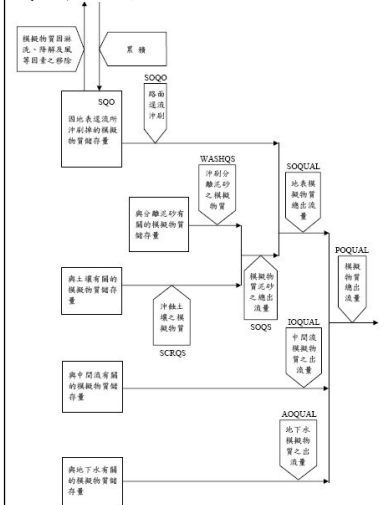 模擬物質因淋
洗、降解及風
等因素之移除
累積
SQO
因地表逕流所
沖刷掉的模擬
物質儲存量
SOQO
路面
逕流
沖刷
WASHQS
沖刷分
離泥砂
之模擬
物質
SOQUAL
地表模
擬物質
總出流
量
與分離泥砂有
關的模擬物質
儲存量
POQUAL
模擬
物質
總出
流量
與土壤有關的
模擬物質儲存
量
沖蝕土
壤之模
擬物質
SCRQS
模擬物
質泥砂
之總出
流量
SOQS
IOQUAL
中間流
模擬物
質之出
流量
與中間流有關
的模擬物質儲
存量
AOQUAL
地下水
模擬物
質之出
流量
與地下水有關
的模擬物質儲
存量